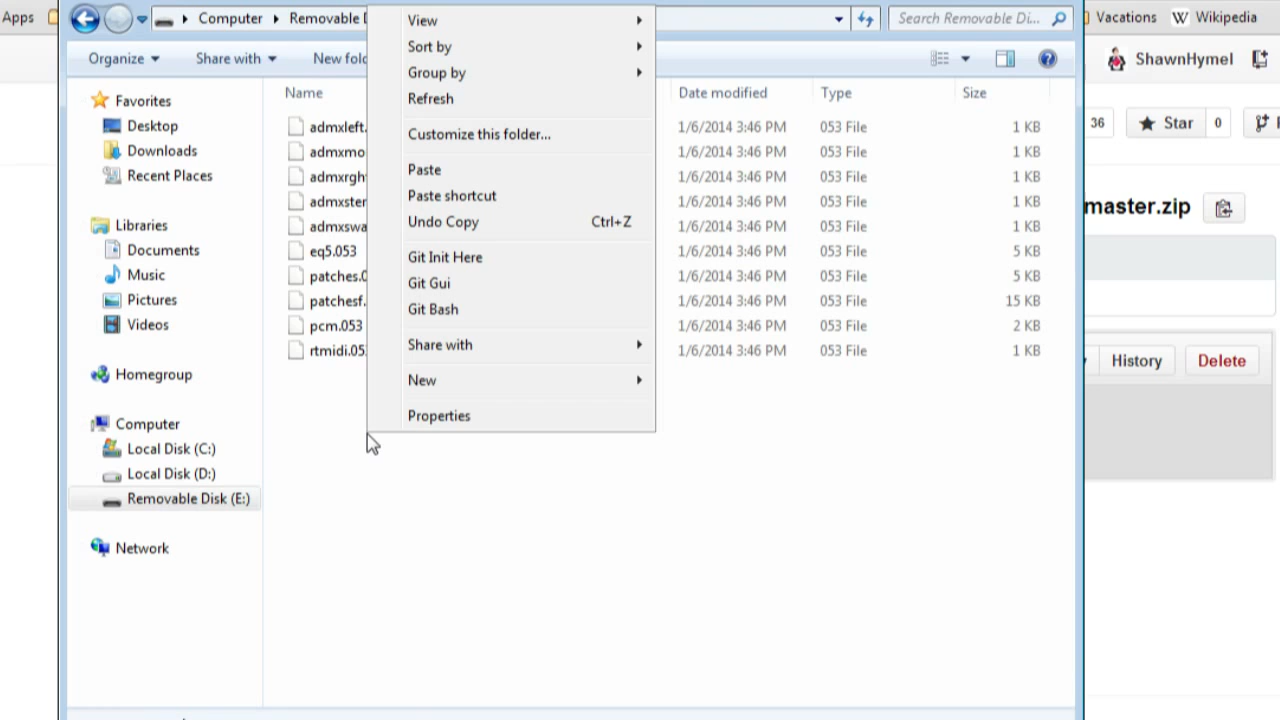 Apps
Computer
Removable
Search Removable Di...
Vacations
Wikipedia
Organize
Share with
New fol
ShawnHymel
View
Sort by
Group by
Refresh
Customize this folder...
Paste
Paste shortcut
Undo Copy Ctrl+Z
Git Init Here
Git Gui
Git Bash
Share with
New
Properties
Favorites
Desktop
Downloads
Recent Places
Libraries
Documents
Music
Pictures
Videos
Homegroup
Computer
Local Disk (C:)
Local Disk (D:)
Removable Disk (E:)
Network
Name Date modified Type Size
admxleft. 1/6/2014 3:46 PM 053 File 1 KB
admxmo 1/6/2014 3:46 PM 053 File 1 KB
admxrgh 1/6/2014 3:46 PM 053 File 1 KB
admxster 1/6/2014 3:46 PM 053 File 1 KB
admxswa 1/6/2014 3:46 PM 053 File 1 KB
eq5.053 1/6/2014 3:46 PM 053 File 5 KB
patches.0 1/6/2014 3:46 PM 053 File 5 KB
patchesf. 1/6/2014 3:46 PM 053 File 15 KB
pcm.053 1/6/2014 3:46 PM 053 File 2 KB
rtmidi.05 1/6/2014 3:46 PM 053 File 1 KB
36
Star 0
master.zip
History
Delete